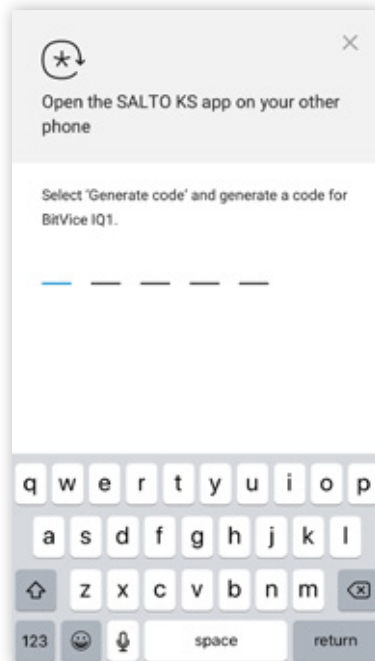 Open the SALTO KS app on your other
phone
Select 'Generate code' and generate a code for
BitVice IQ1.
q w e r t y u i o p
a s d f g h j k l
z x c v b n m
123 space return